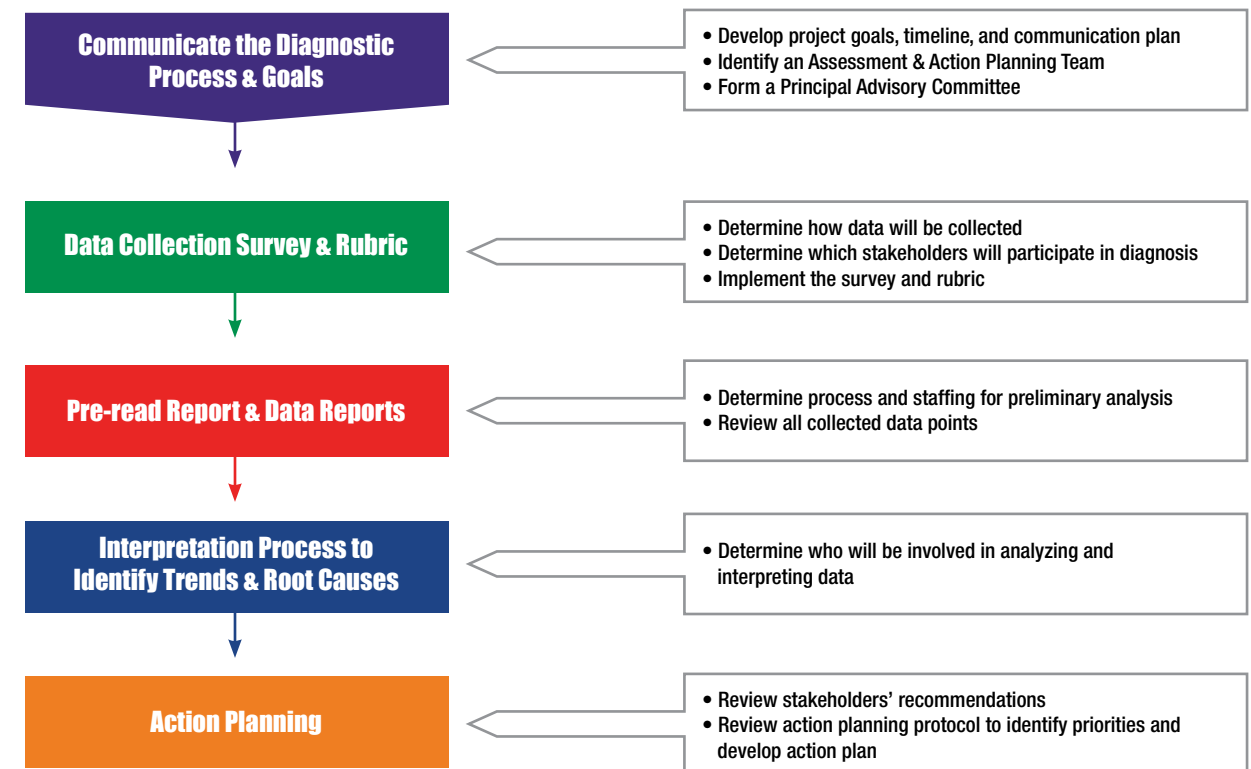 Communicate the Diagnostic
Process & Goals
• Develop project goals, timeline, and communication plan
• Identify an Assessment & Action Planning Team
• Form a Principal Advisory Committee
Data Collection Survey & Rubric
• Determine how data will be collected
• Determine which stakeholders will participate in diagnosis
• Implement the survey and rubric
Pre-read Report & Data Reports
• Determine process and staffing for preliminary analysis
• Review all collected data points
Interpretation Process to
Identify Trends & Root Causes
• Determine who will be involved in analyzing and
interpreting data
Action Planning
• Review stakeholders’ recommendations
• Review action planning protocol to identify priorities and
develop action plan